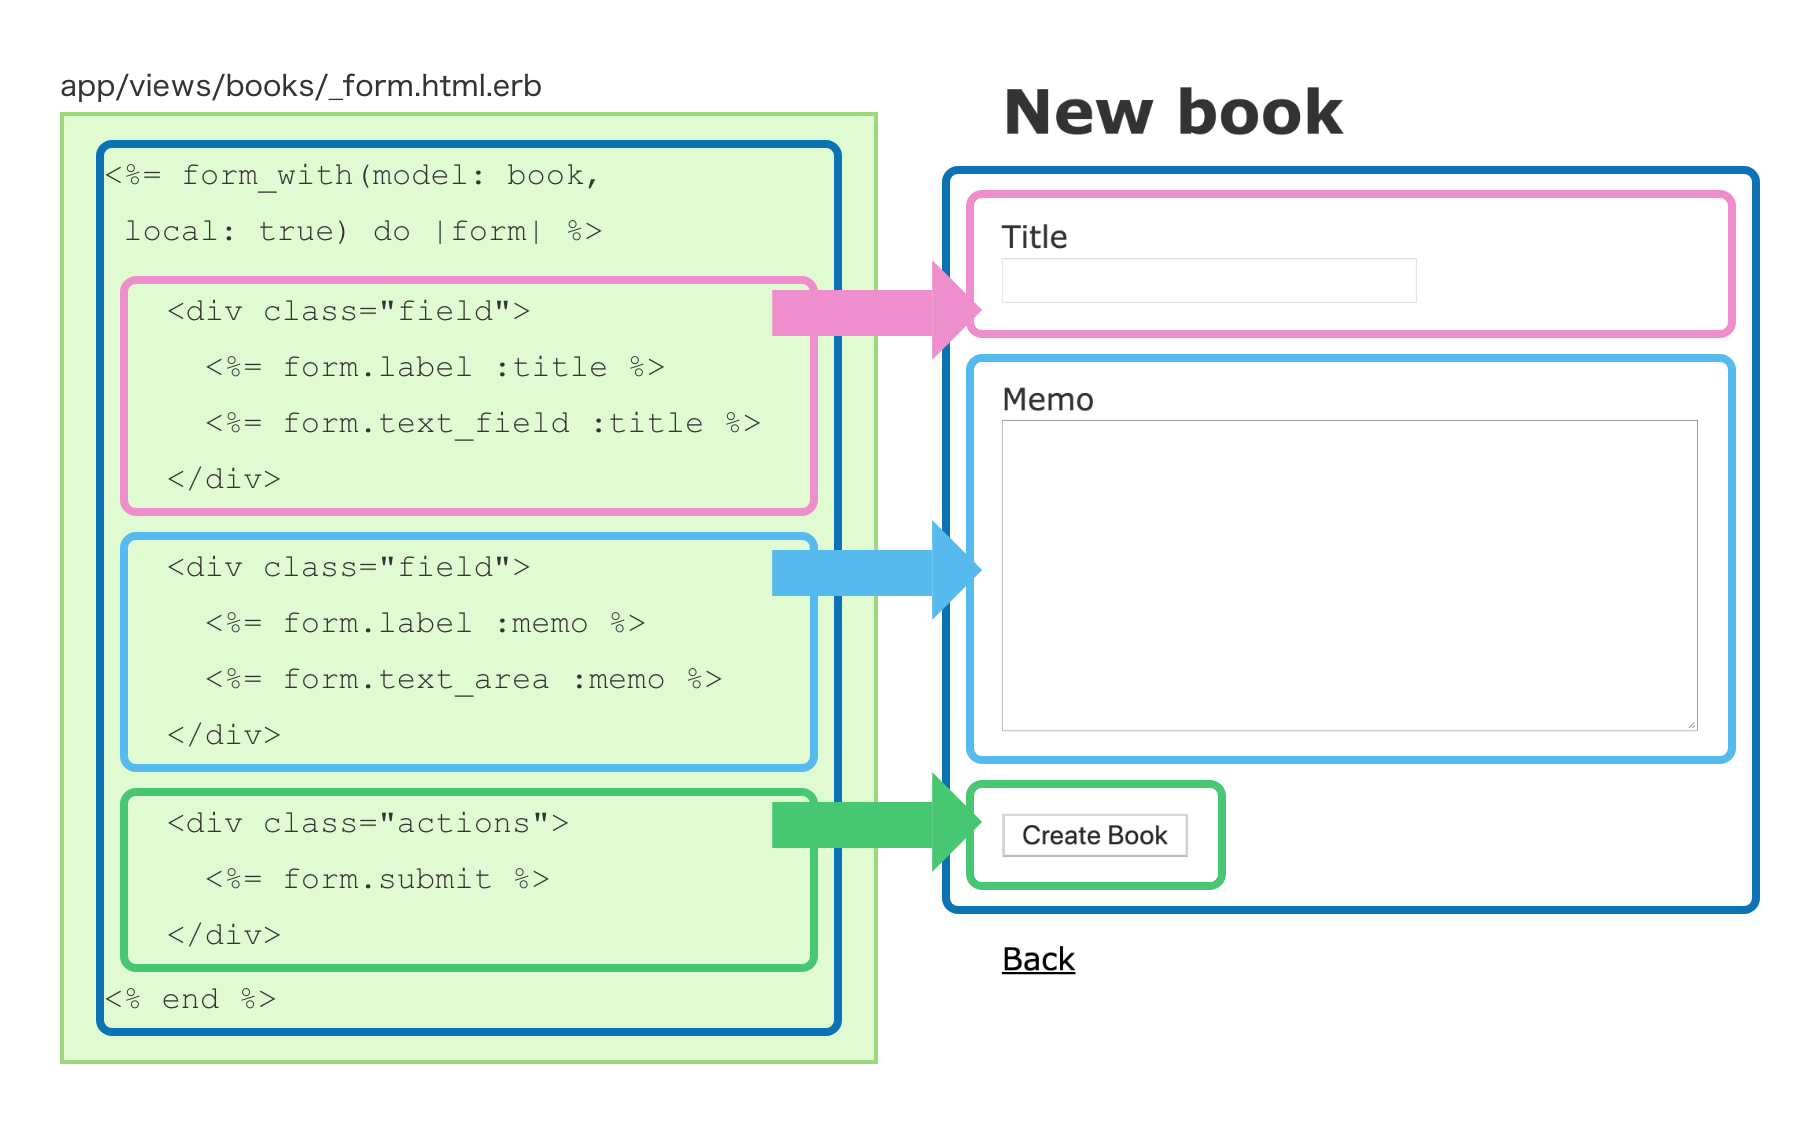 app/views/books/_form.html.erb
<%= form_with(model: book,
local: true) do |form| %>
<div class="field">
<%= form.label :title %>
<%= form.text_field :title %>
</div>
<div class="field">
<%= form.label :memo %>
<%= form.text_area :memo %>
</div>
<div class="actions">
<%= form.submit %>
</div>
<% end %>
New book
Title
Memo
Create Book
Back